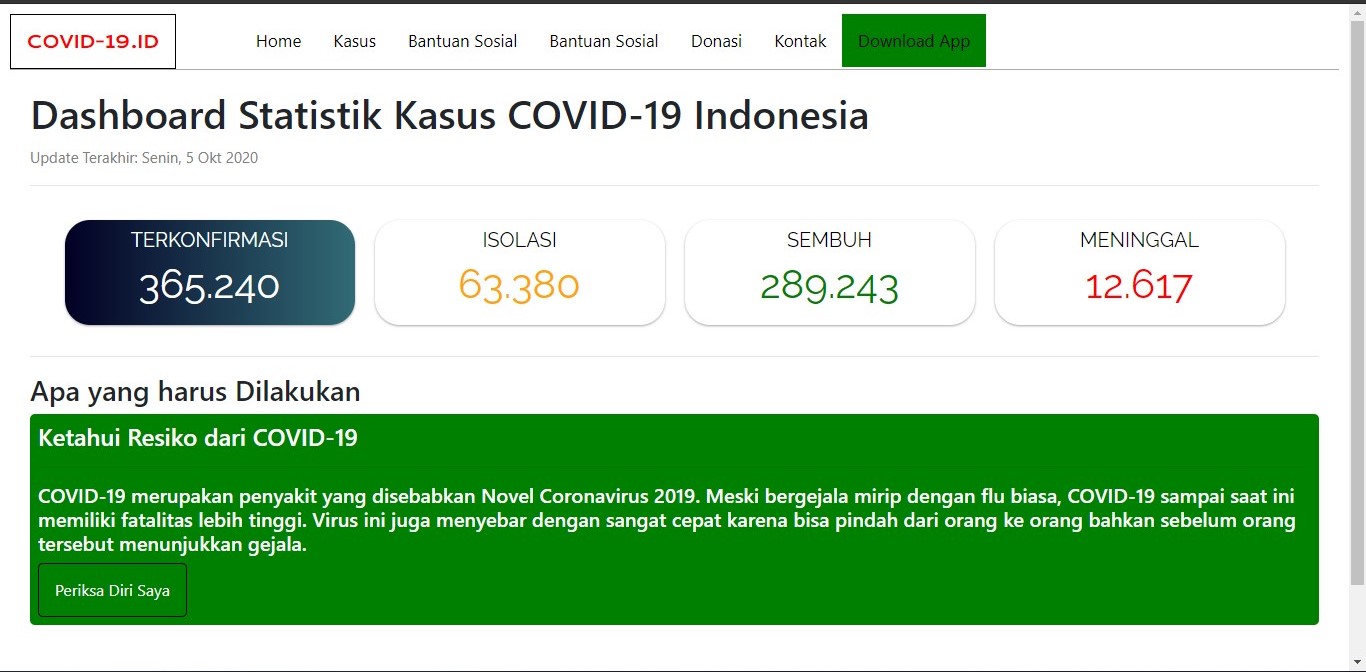 COVID-19.ID
Home
Kasus
Bantuan Sosial
Bantuan Sosial
Donasi
Kontak
Download App
Dashboard Statistik Kasus COVID-19 Indonesia
Update Terakhir: Senin, 5 Okt 2020
TERKONFIRMASI
365.240
ISOLASI
63.380
SEMBUH
289.243
MENINGGAL
12.617
Apa yang harus Dilakukan
Ketahui Resiko dari COVID-19
COVID-19 merupakan penyakit yang disebabkan Novel Coronavirus 2019. Meski bergejala mirip dengan flu biasa, COVID-19 sampai saat ini
memiliki fatalitas lebih tinggi. Virus ini juga menyebar dengan sangat cepat karena bisa pindah dari orang ke orang bahkan sebelum orang
tersebut menunjukkan gejala.
Periksa Diri Saya